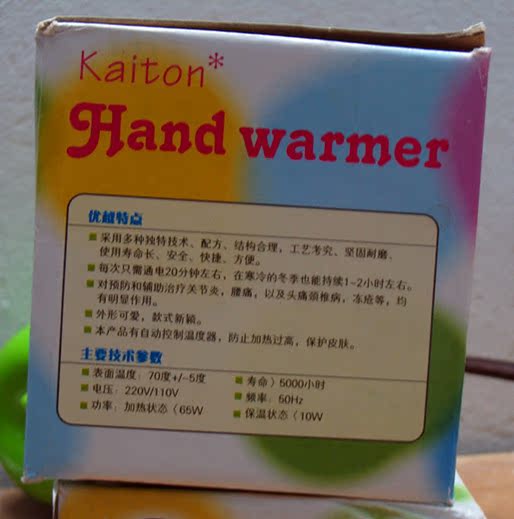 Kaiton*
Hand warmer
优越特点
■ 采用多种独特技术、配方、结构合理，工艺考究、坚固耐磨、
使用寿命长、安全、快捷、方便。
■ 每次只需通电20分钟左右，在寒冷的冬季也能持续1-2小时左右。
■ 对预防和辅助治疗关节炎，腰痛，以及头痛颈椎病，冻疮等，均
有明显作用。
■ 外形可爱，款式新颖。
■ 本产品有自动控制温度器，防止加热过高，保护皮肤。
主要技术参数
■ 表面温度：70度+/-5度 ■ 寿命〉5000小时
■ 电压：220V/110V ■ 频率：50Hz
■ 功率：加热状态〈65W ■ 保温状态〈10W